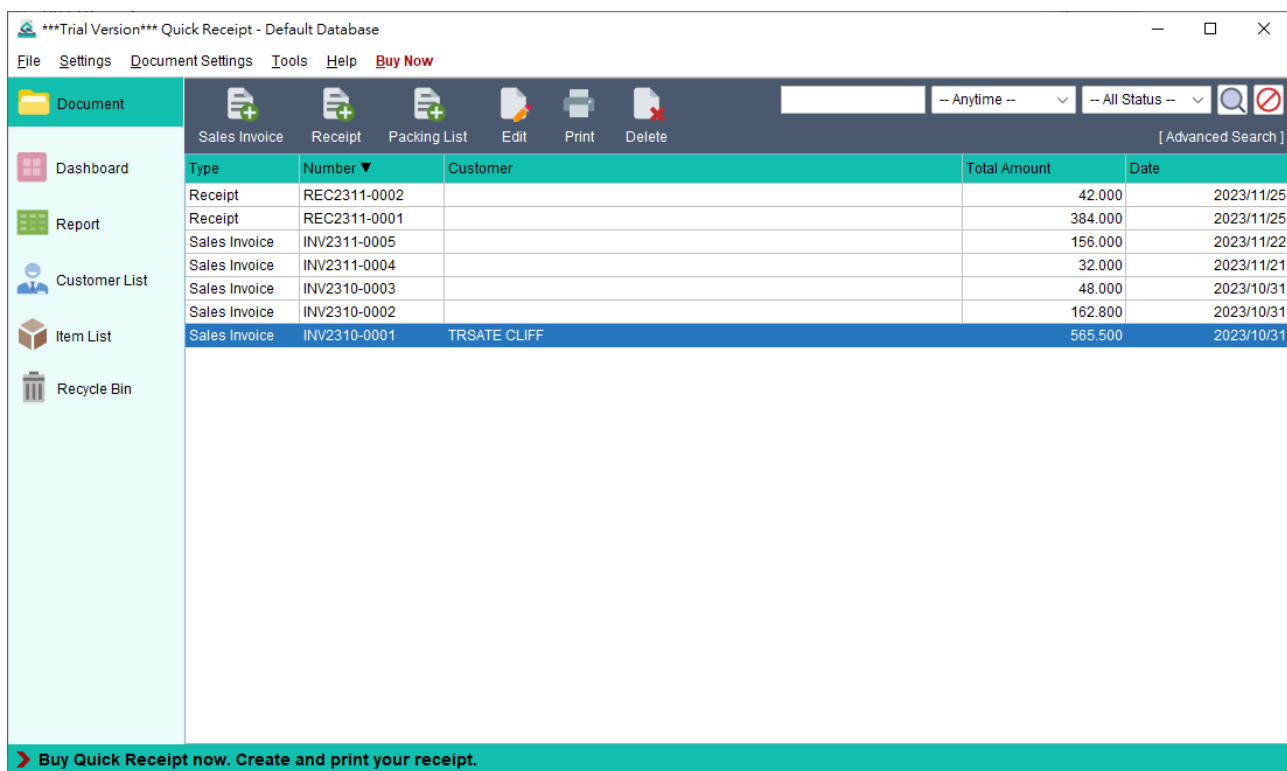 ***Trial Version*** Quick Receipt - Default Database
File Settings Document Settings Tools Help Buy Now
Document
Sales Invoice Receipt Packing List Edit Print Delete
-- Anytime -- -- All Status --
[ Advanced Search ]
Dashboard
Report
Customer List
Item List
Recycle Bin
Type Number ▼ Customer Total Amount Date
Receipt REC2311-0002 42.000 2023/11/25
Receipt REC2311-0001 384.000 2023/11/25
Sales Invoice INV2311-0005 156.000 2023/11/22
Sales Invoice INV2311-0004 32.000 2023/11/21
Sales Invoice INV2310-0003 48.000 2023/10/31
Sales Invoice INV2310-0002 162.800 2023/10/31
Sales Invoice INV2310-0001 TRSATE CLIFF 565.500 2023/10/31
Buy Quick Receipt now. Create and print your receipt.